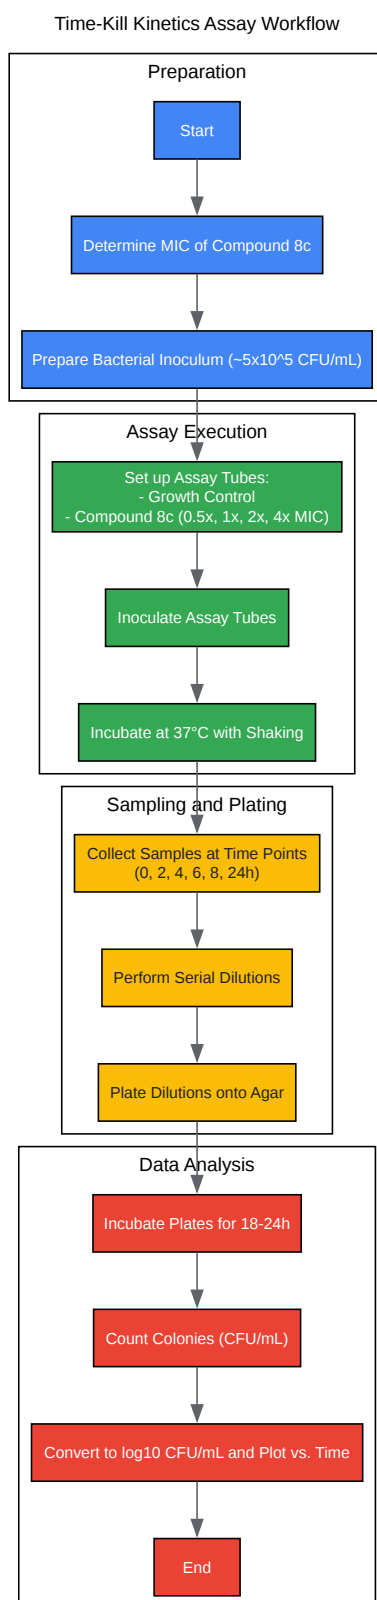 Time-Kill Kinetics Assay Workflow
Preparation
Start
Determine MIC of Compound 8c
Prepare Bacterial Inoculum (~5x10^5 CFU/mL)
Assay Execution
Set up Assay Tubes:
- Growth Control
- Compound 8c (0.5x, 1x, 2x, 4x MIC)
Inoculate Assay Tubes
Incubate at 37°C with Shaking
Sampling and Plating
Collect Samples at Time Points
(0, 2, 4, 6, 8, 24h)
Perform Serial Dilutions
Plate Dilutions onto Agar
Data Analysis
Incubate Plates for 18-24h
Count Colonies (CFU/mL)
Convert to log10 CFU/mL and Plot vs. Time
End